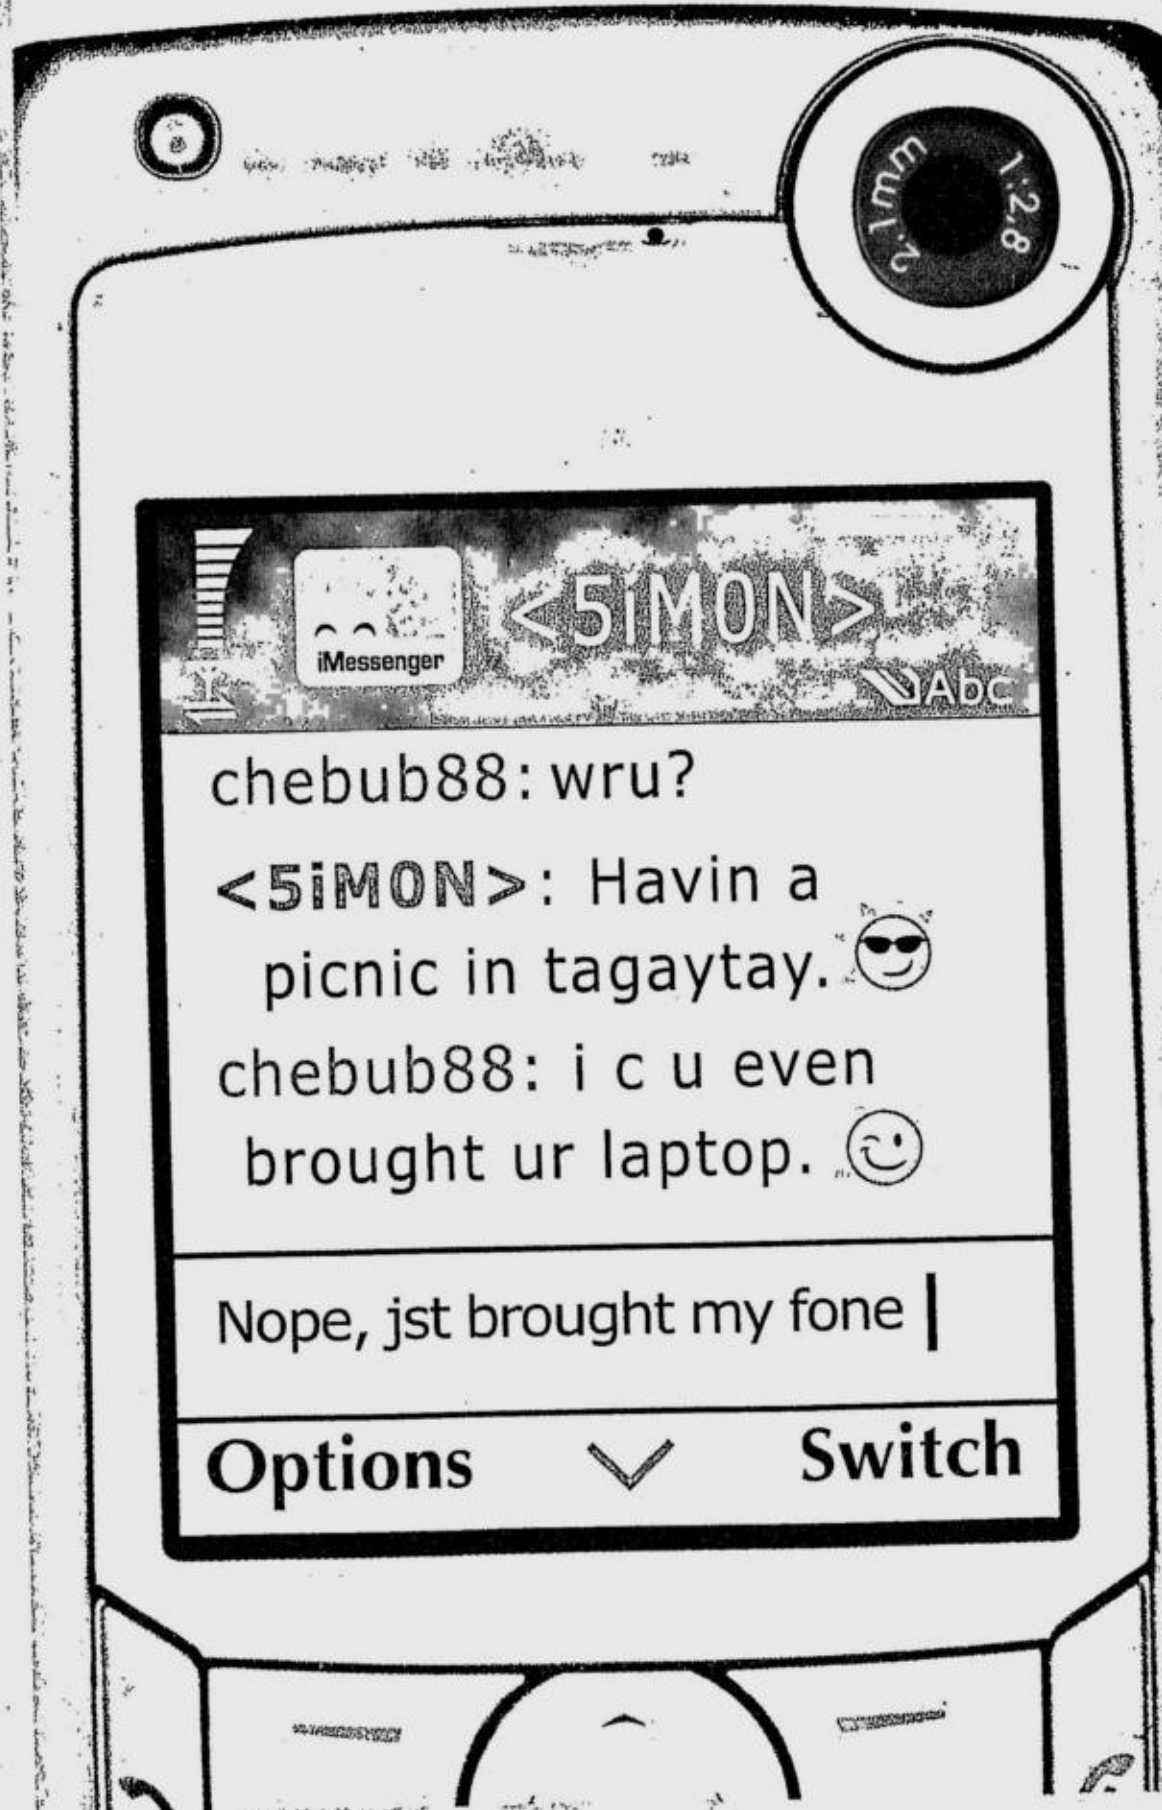 2.1mm 1:2,8
<5iMON>
iMessenger
Abc
chebub88: wru?
<5iMON>: Havin a
picnic in tagaytay.
chebub88: i c u even
brought ur laptop.
Nope, jst brought my fone
Options Switch